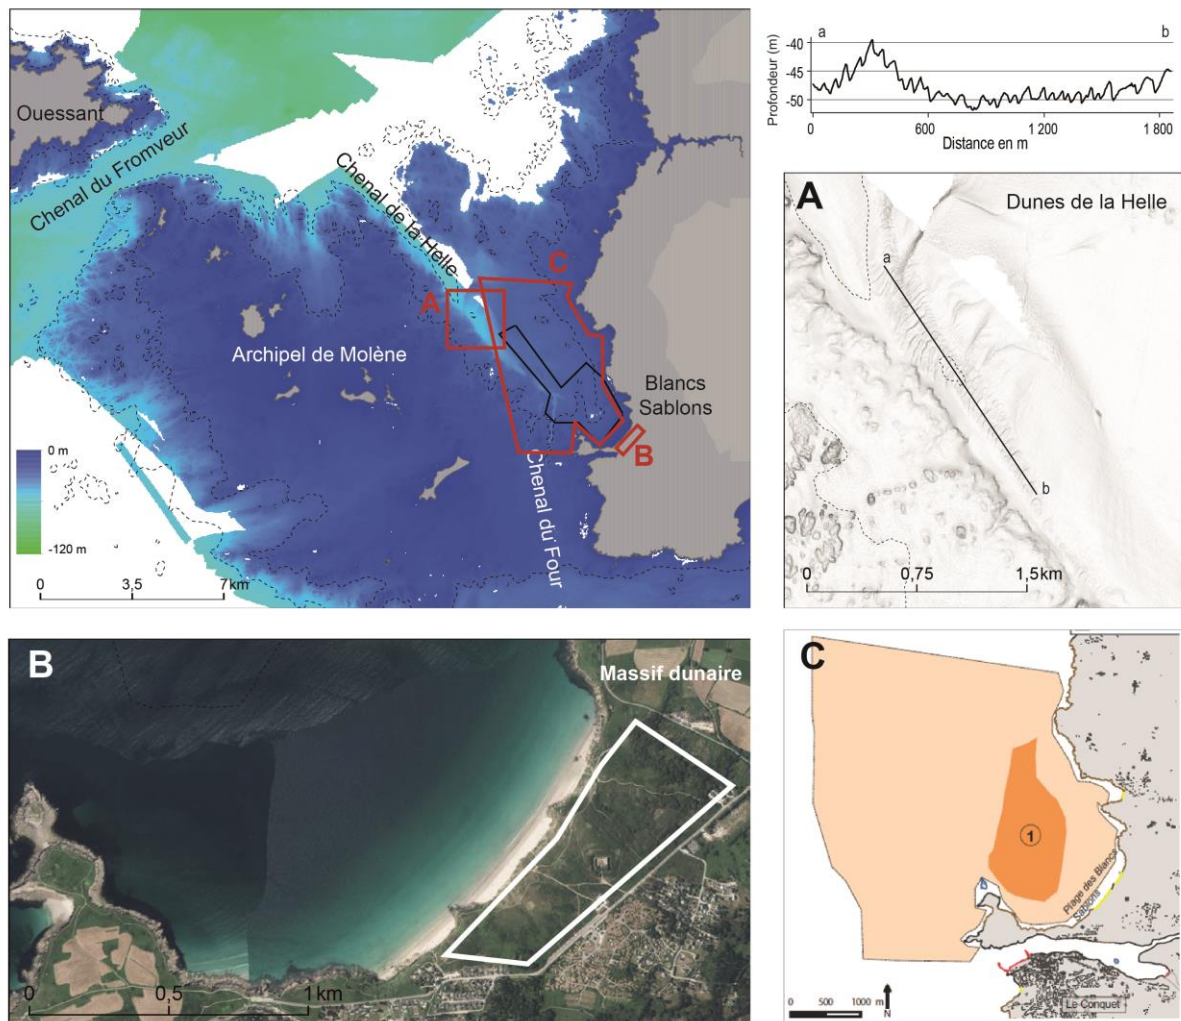 Ouessant
Chenal du Fromveur
Chenal de la Helle
C
A
Archipel de Molène
Blancs
Sablons
B
Chenal du Four
0 m
-120 m
0 3,5 7km
a b
Profondeur (m)
-40
-45
-50
0 600 1 200 1 800
Distance en m
A
Dunes de la Helle
a
b
0 0,75 1,5km
B
Massif dunaire
0 0,5 1km
C
1
Plage des Blancs
Sablons
Le Conquet
0 500 1000 m
N